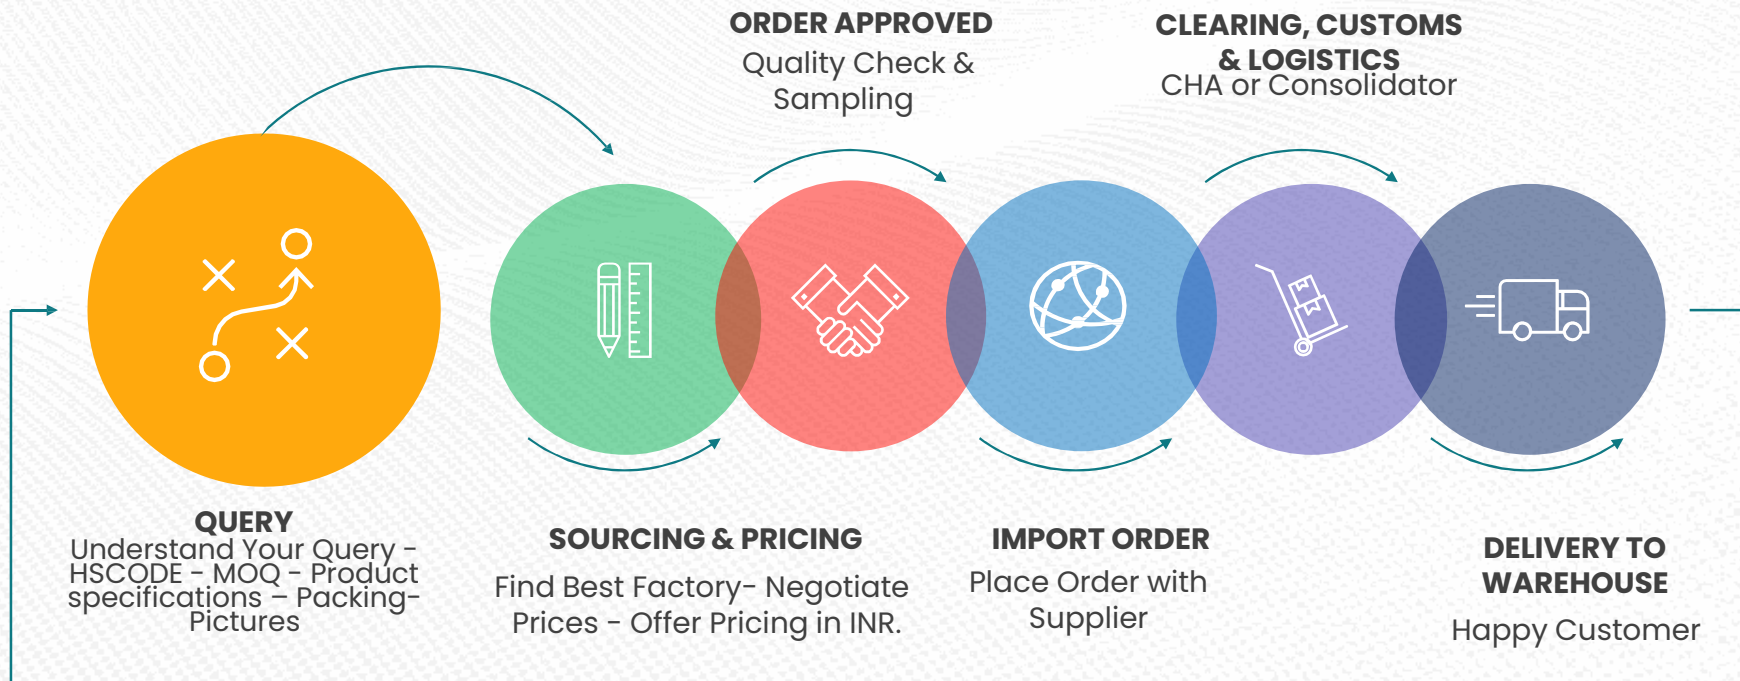 QUERY
Understand Your Query -
HSCODE - MOQ - Product
specifications – Packing-
Pictures
SOURCING & PRICING
Find Best Factory- Negotiate
Prices - Offer Pricing in INR.
ORDER APPROVED
Quality Check &
Sampling
IMPORT ORDER
Place Order with
Supplier
CLEARING, CUSTOMS
& LOGISTICS
CHA or Consolidator
DELIVERY TO
WAREHOUSE
Happy Customer